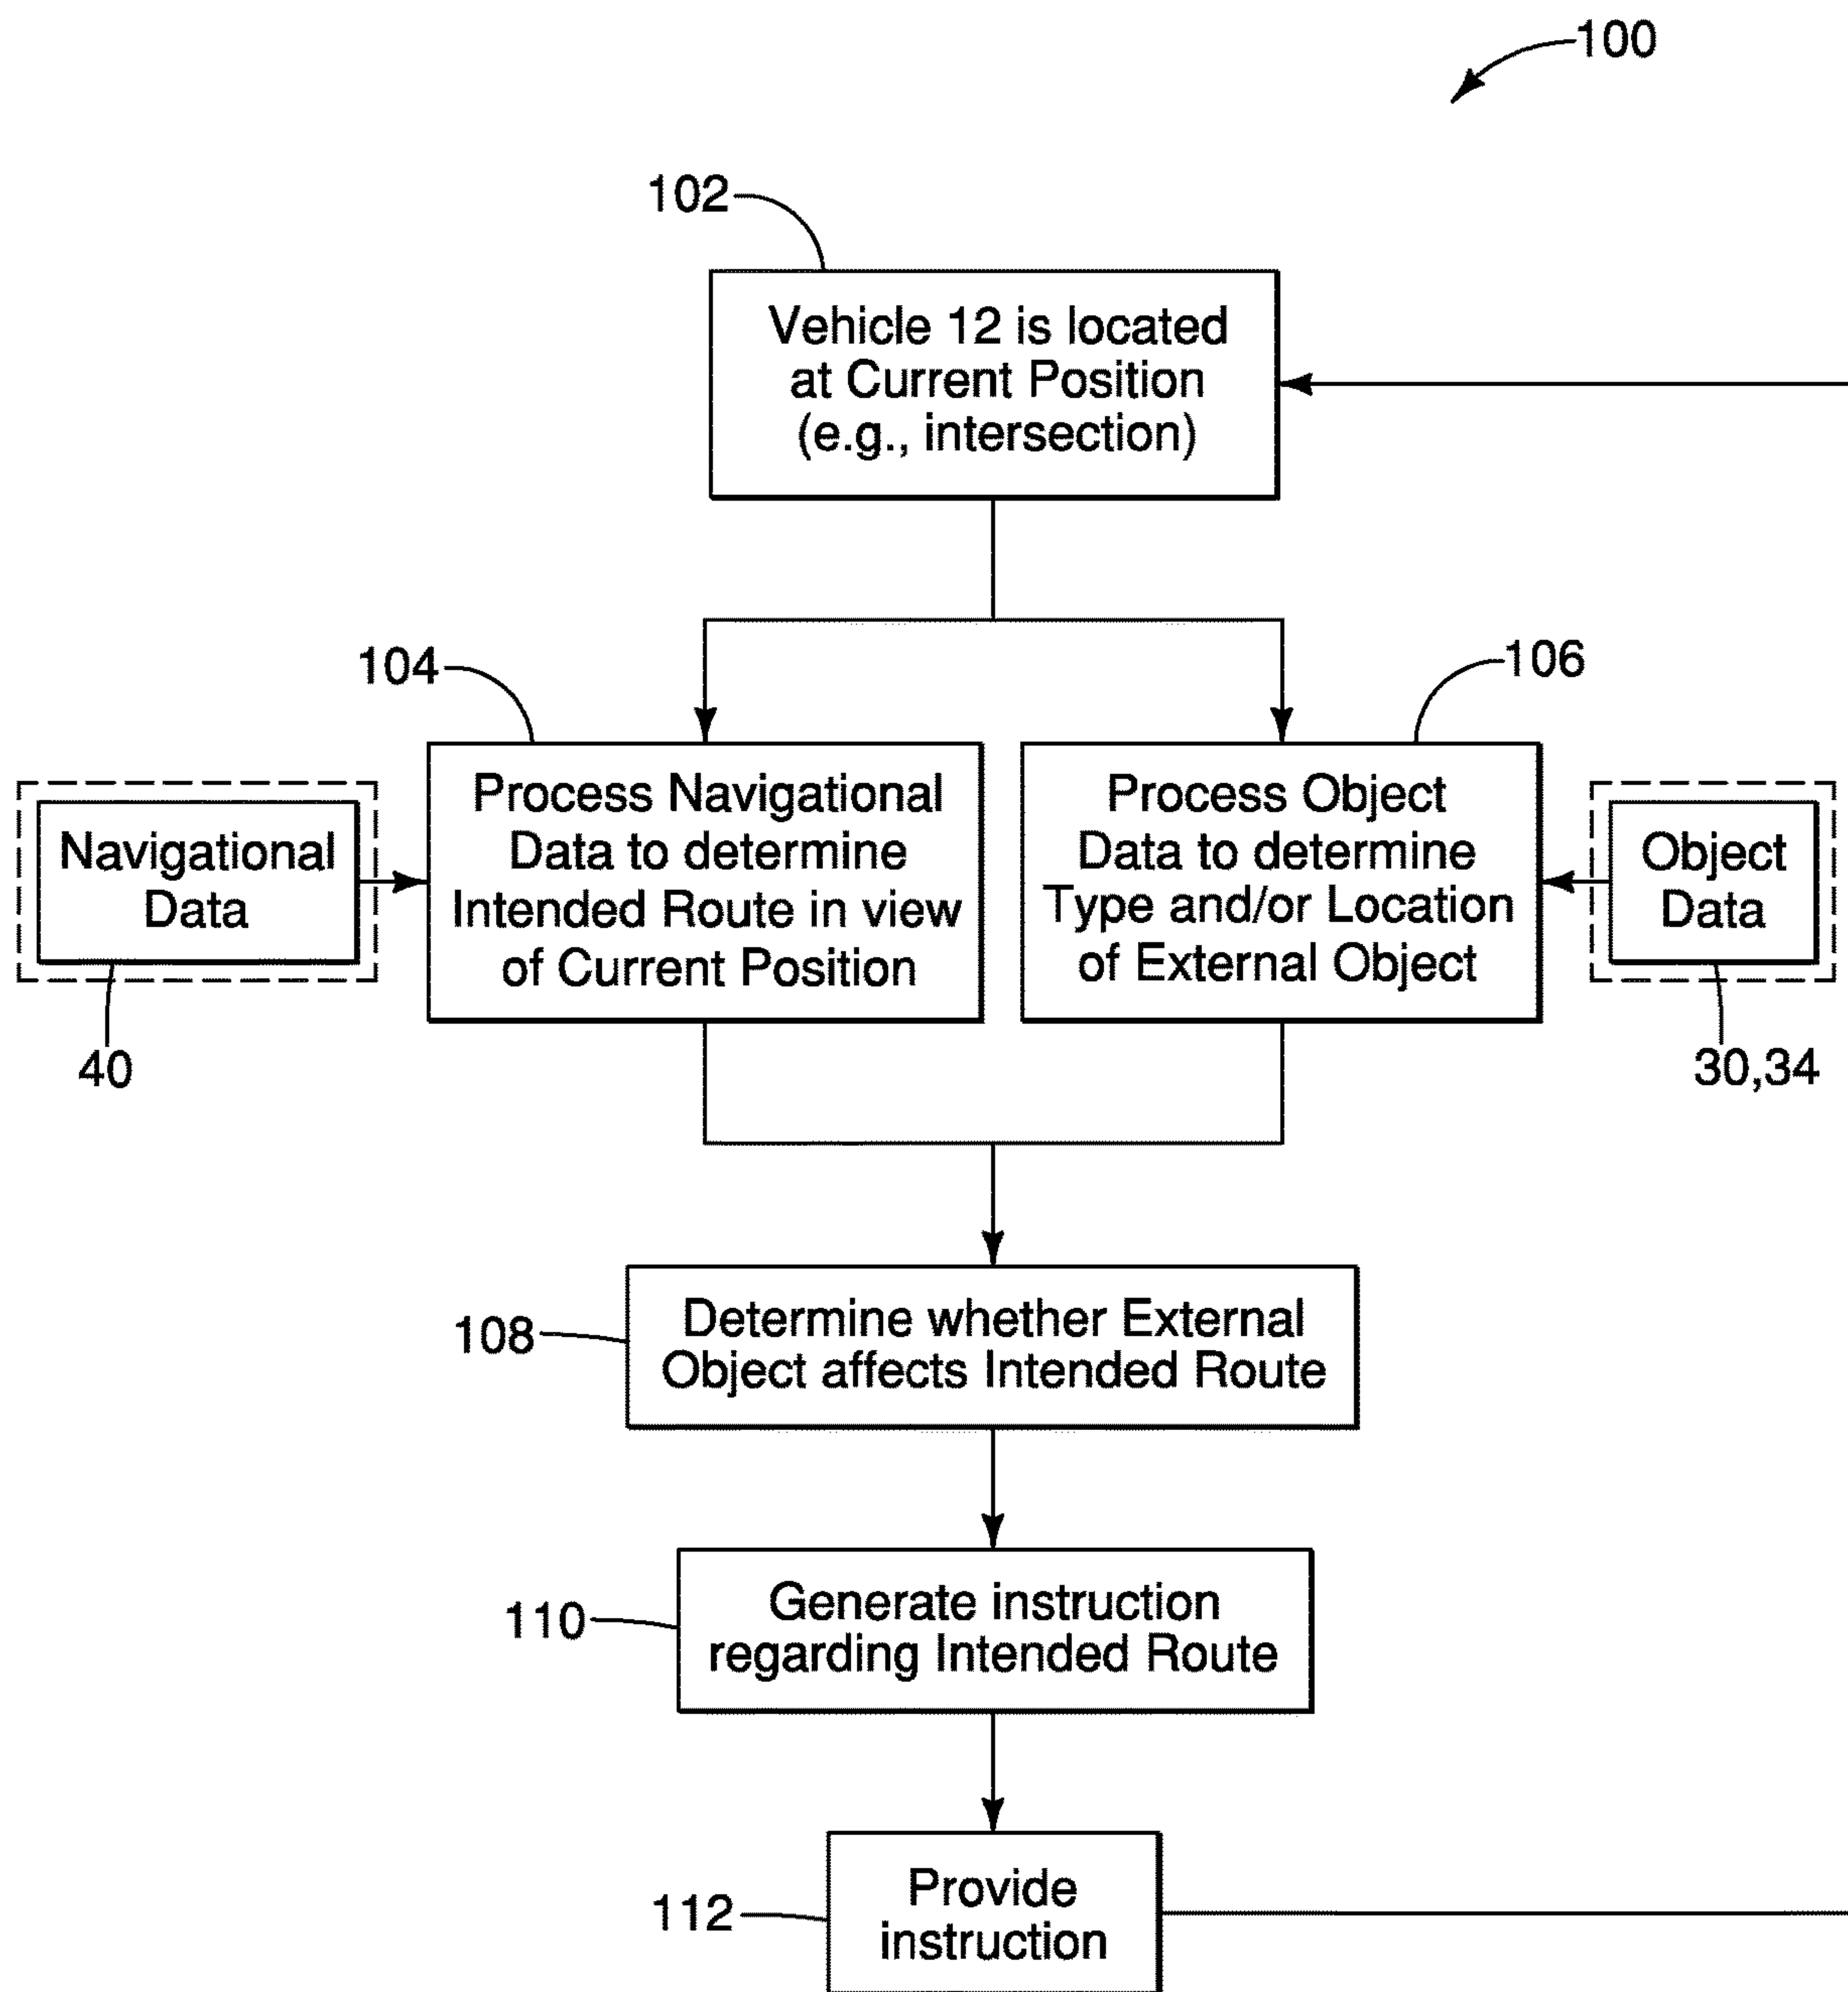 100
102
Vehicle 12 is located
at Current Position
(e.g., intersection)
104
106
Navigational
Data
Process Navigational
Data to determine
Intended Route in view
of Current Position
Process Object
Data to determine
Type and/or Location
of External Object
Object
Data
40
30,34
108
Determine whether External
Object affects Intended Route
110
Generate instruction
regarding Intended Route
112
Provide
instruction